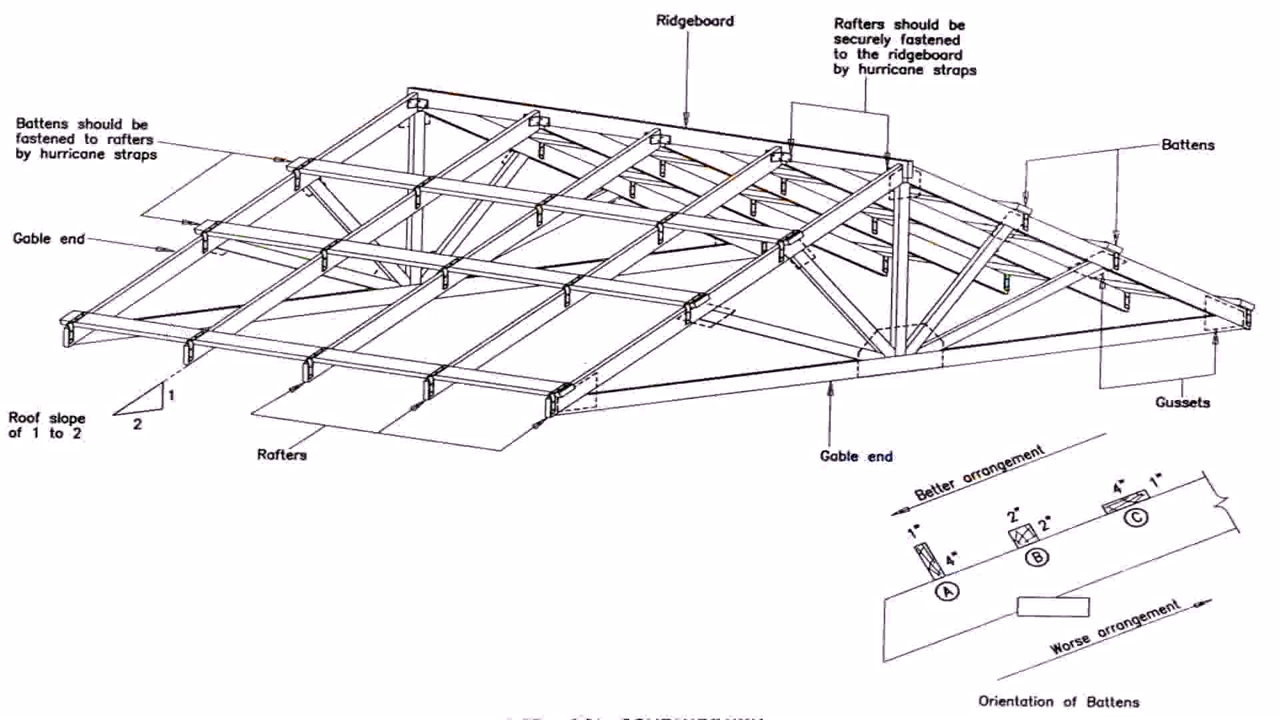 Ridgeboard
Rafters should be
securely fastened
to the ridgeboard
by hurricane straps
Battens should be
fastened to rafters
by hurricane straps
Battens
Gable end
Roof slope
of 1 to 2
1
2
Rafters
Gable end
Gussets
Better arrangement
1"
4"
A
2"
2"
B
4"
1"
C
Worse arrangement
Orientation of Battens